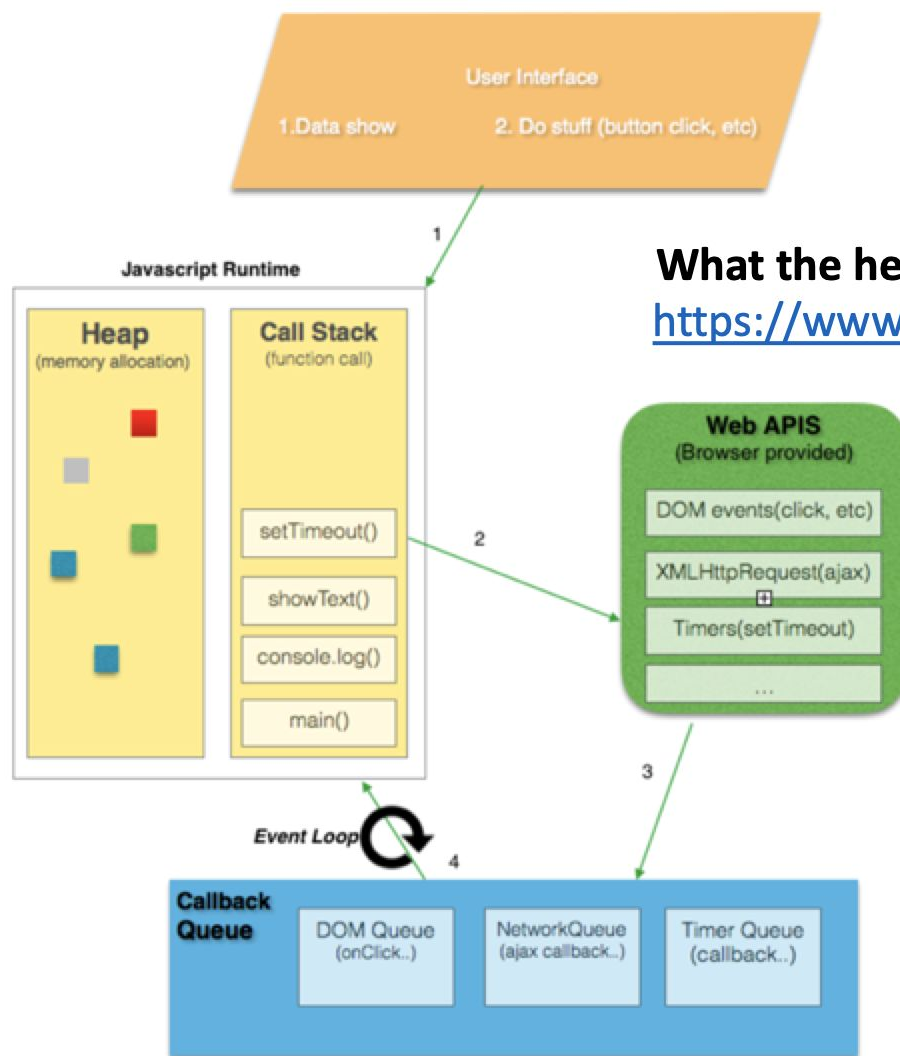 User Interface
1.Data show
2. Do stuff (button click, etc)
1
What the he
https://www
Javascript Runtime
Heap
(memory allocation)
Call Stack
(function call)
setTimeout()
showText()
console.log()
main()
2
Web APIS
(Browser provided)
DOM events(click, etc)
XMLHttpRequest(ajax)
Timers(setTimeout)
...
3
Event Loop
4
Callback
Queue
DOM Queue
(onClick..)
NetworkQueue
(ajax callback..)
Timer Queue
(callback..)